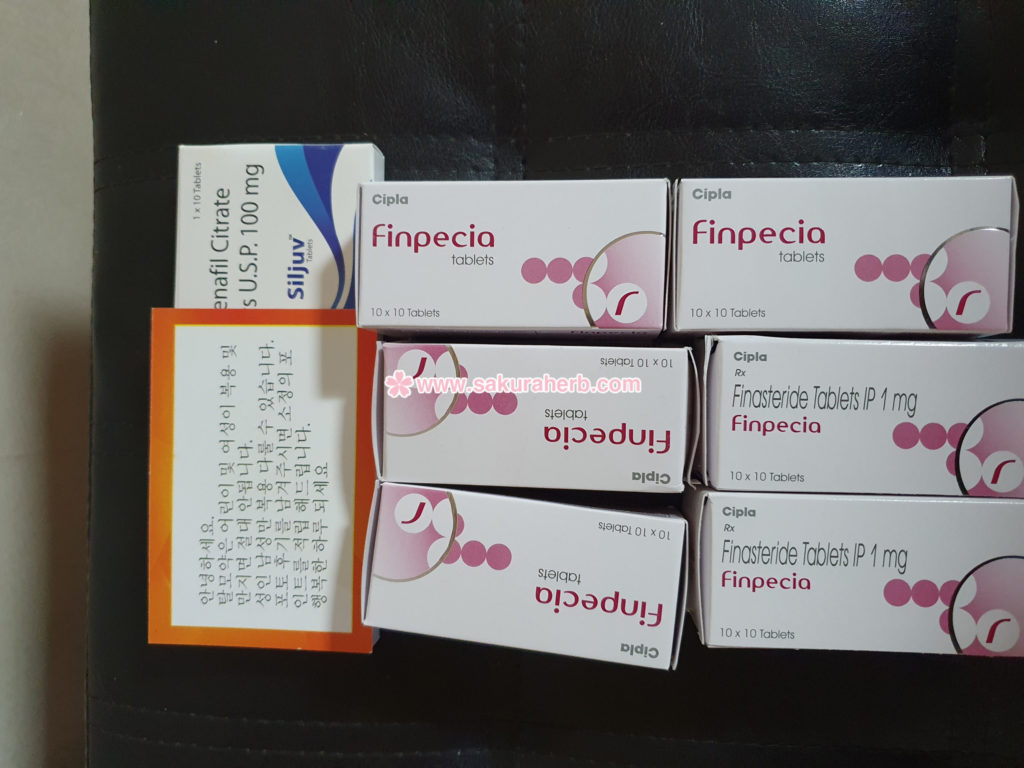 1 x 10 Tablets
Citrate
U.S.P. 100 mg
Siljuv
Tablets
안녕하세요.
탈모약은 어린이 및 여성이 복용 및
만지면 절대 안됩니다.
성인 남성만 복용 다룰 수 있습니다.
포토 후기를 남겨 주시면 소정의 포
인트를 적립 해드립니다.
행복한 하루 되세요
Cipla
Finpecia
tablets
10 x 10 Tablets
Finpecia
Cipla
Finpecia
tablets
10 x 10 Tablets
Cipla
Finpecia
tablets
10 x 10 Tablets
www.sakuraherb.com
Cipla
Rx
Finasteride Tablets IP 1 mg
Finpecia
10 x 10 Tablets
Cipla
Finpecia
tablets
10 x 10 Tablets
Cipla
Rx
Finasteride Tablets IP 1 mg
Finpecia
10 x 10 Tablets